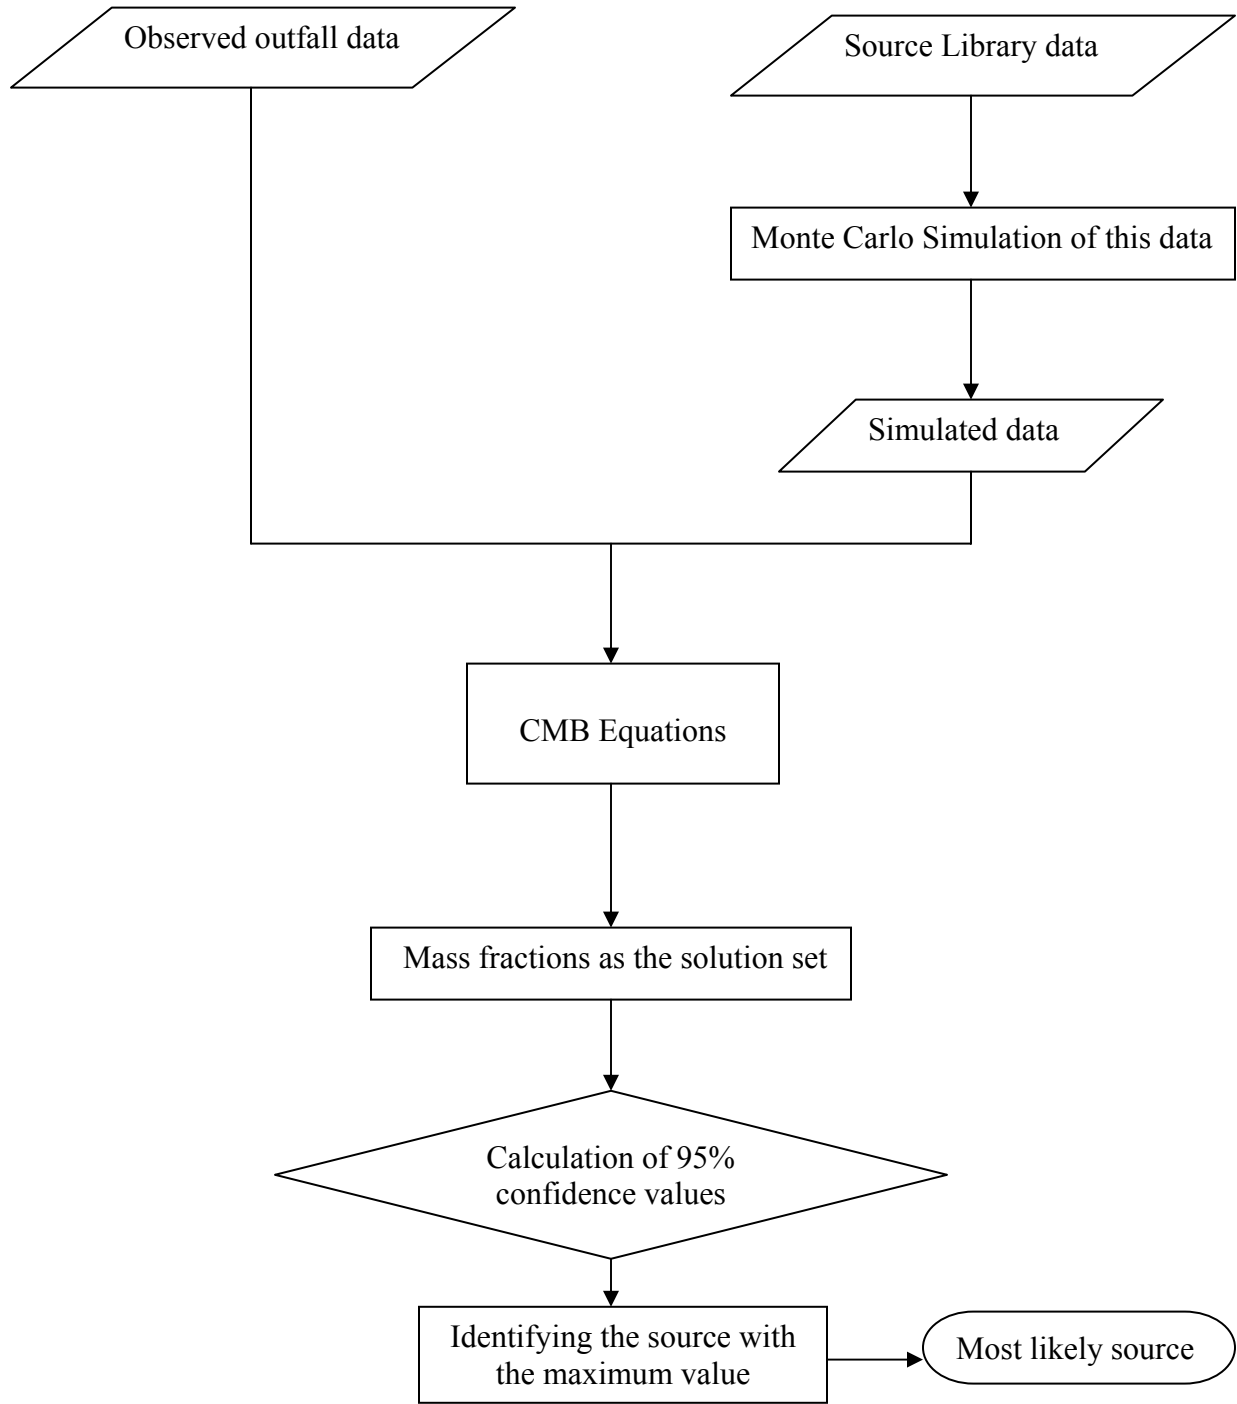 Observed outfall data
Source Library data
Monte Carlo Simulation of this data
Simulated data
CMB Equations
Mass fractions as the solution set
Calculation of 95%
confidence values
Identifying the source with
the maximum value
Most likely source